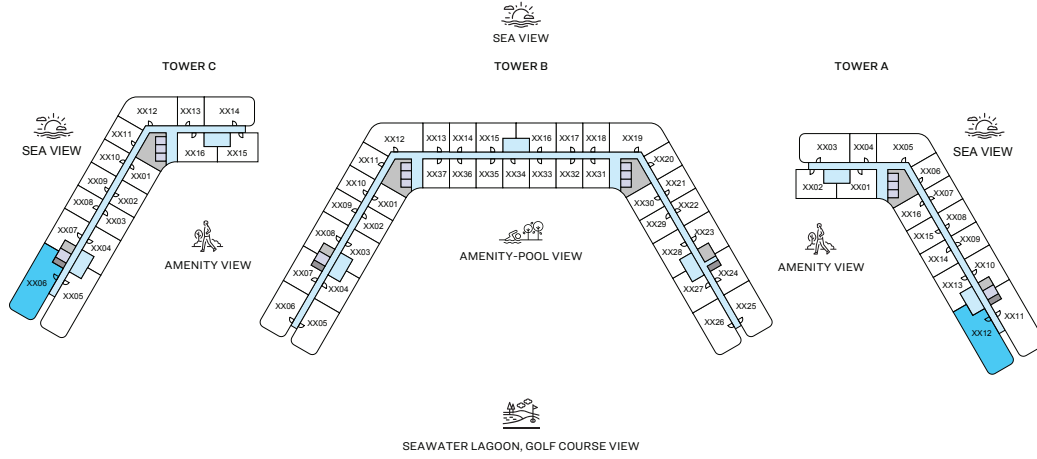 SEA VIEW
TOWER C
TOWER B
TOWER A
XX12
XX13
XX14
XX11
XX10
XX16
XX15
XX01
XX09
XX02
XX08
XX03
XX07
XX04
XX06
XX05
SEA VIEW
AMENITY VIEW
XX12
XX13
XX14
XX15
XX16
XX17
XX18
XX19
XX11
XX37
XX36
XX35
XX34
XX33
XX32
XX31
XX20
XX10
XX01
XX30
XX21
XX09
XX02
XX29
XX22
XX08
XX03
XX28
XX23
XX07
XX04
XX27
XX24
XX06
XX05
XX26
XX25
AMENITY-POOL VIEW
XX03
XX04
XX05
XX02
XX01
XX06
XX07
XX16
XX08
XX15
XX09
XX14
XX10
XX13
XX11
XX12
SEA VIEW
AMENITY VIEW
SEAWATER LAGOON, GOLF COURSE VIEW